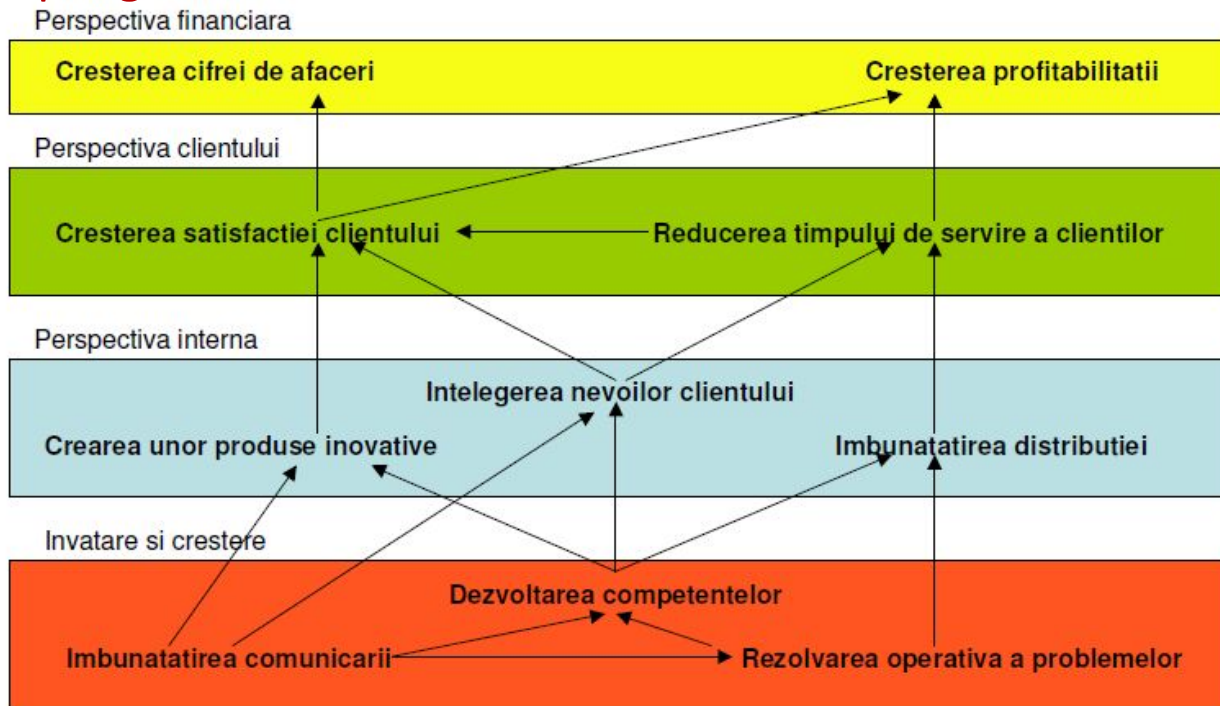 Perspectiva financiara
Cresterea cifrei de afaceri
Cresterea profitabilitatii
Perspectiva clientului
Cresterea satisfactiei clientului
Reducerea timpului de servire a clientilor
Perspectiva interna
Intelegerea nevoilor clientului
Crearea unor produse inovative
Imbunatatirea distributiei
Invatare si crestere
Dezvoltarea competentelor
Imbunatatirea comunicarii
Rezolvarea operativa a problemelor